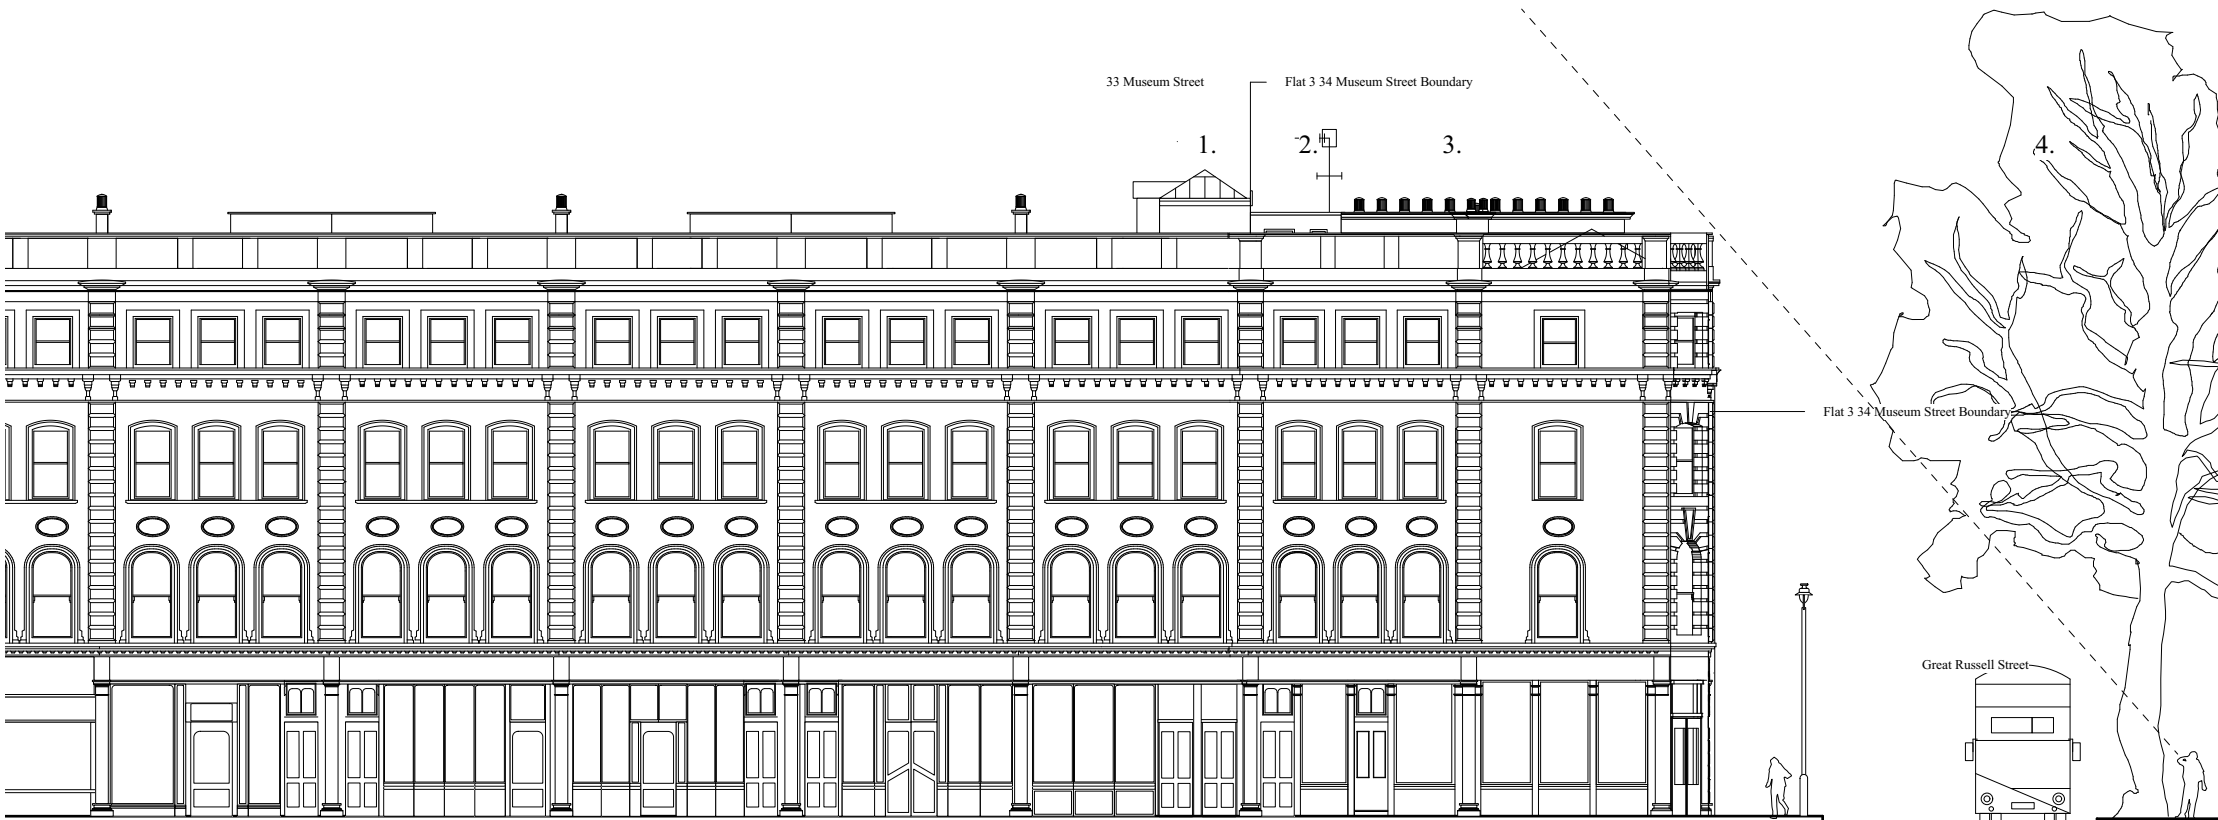 33 Museum Street
Flat 3 34 Museum Street Boundary
1.
2.
3.
4.
Flat 3 34 Museum Street Boundary
Great Russell Street